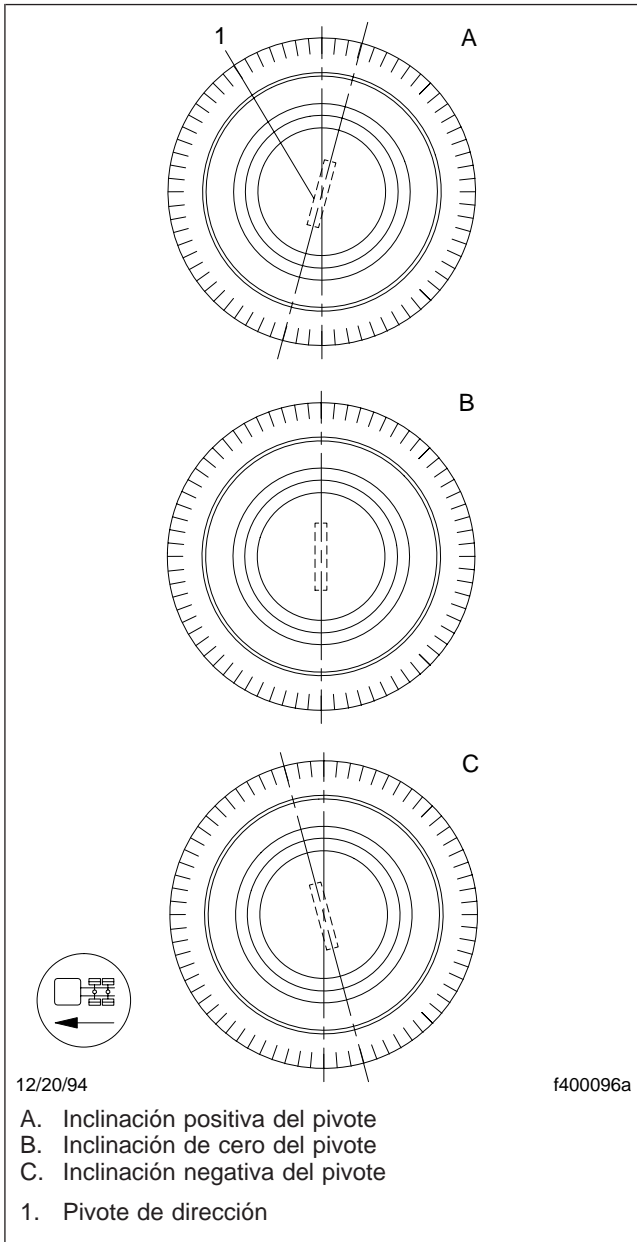 1
A
B
C
12/20/94
f400096a
A. Inclinación positiva del pivote
B. Inclinación de cero del pivote
C. Inclinación negativa del pivote
1. Pivote de dirección